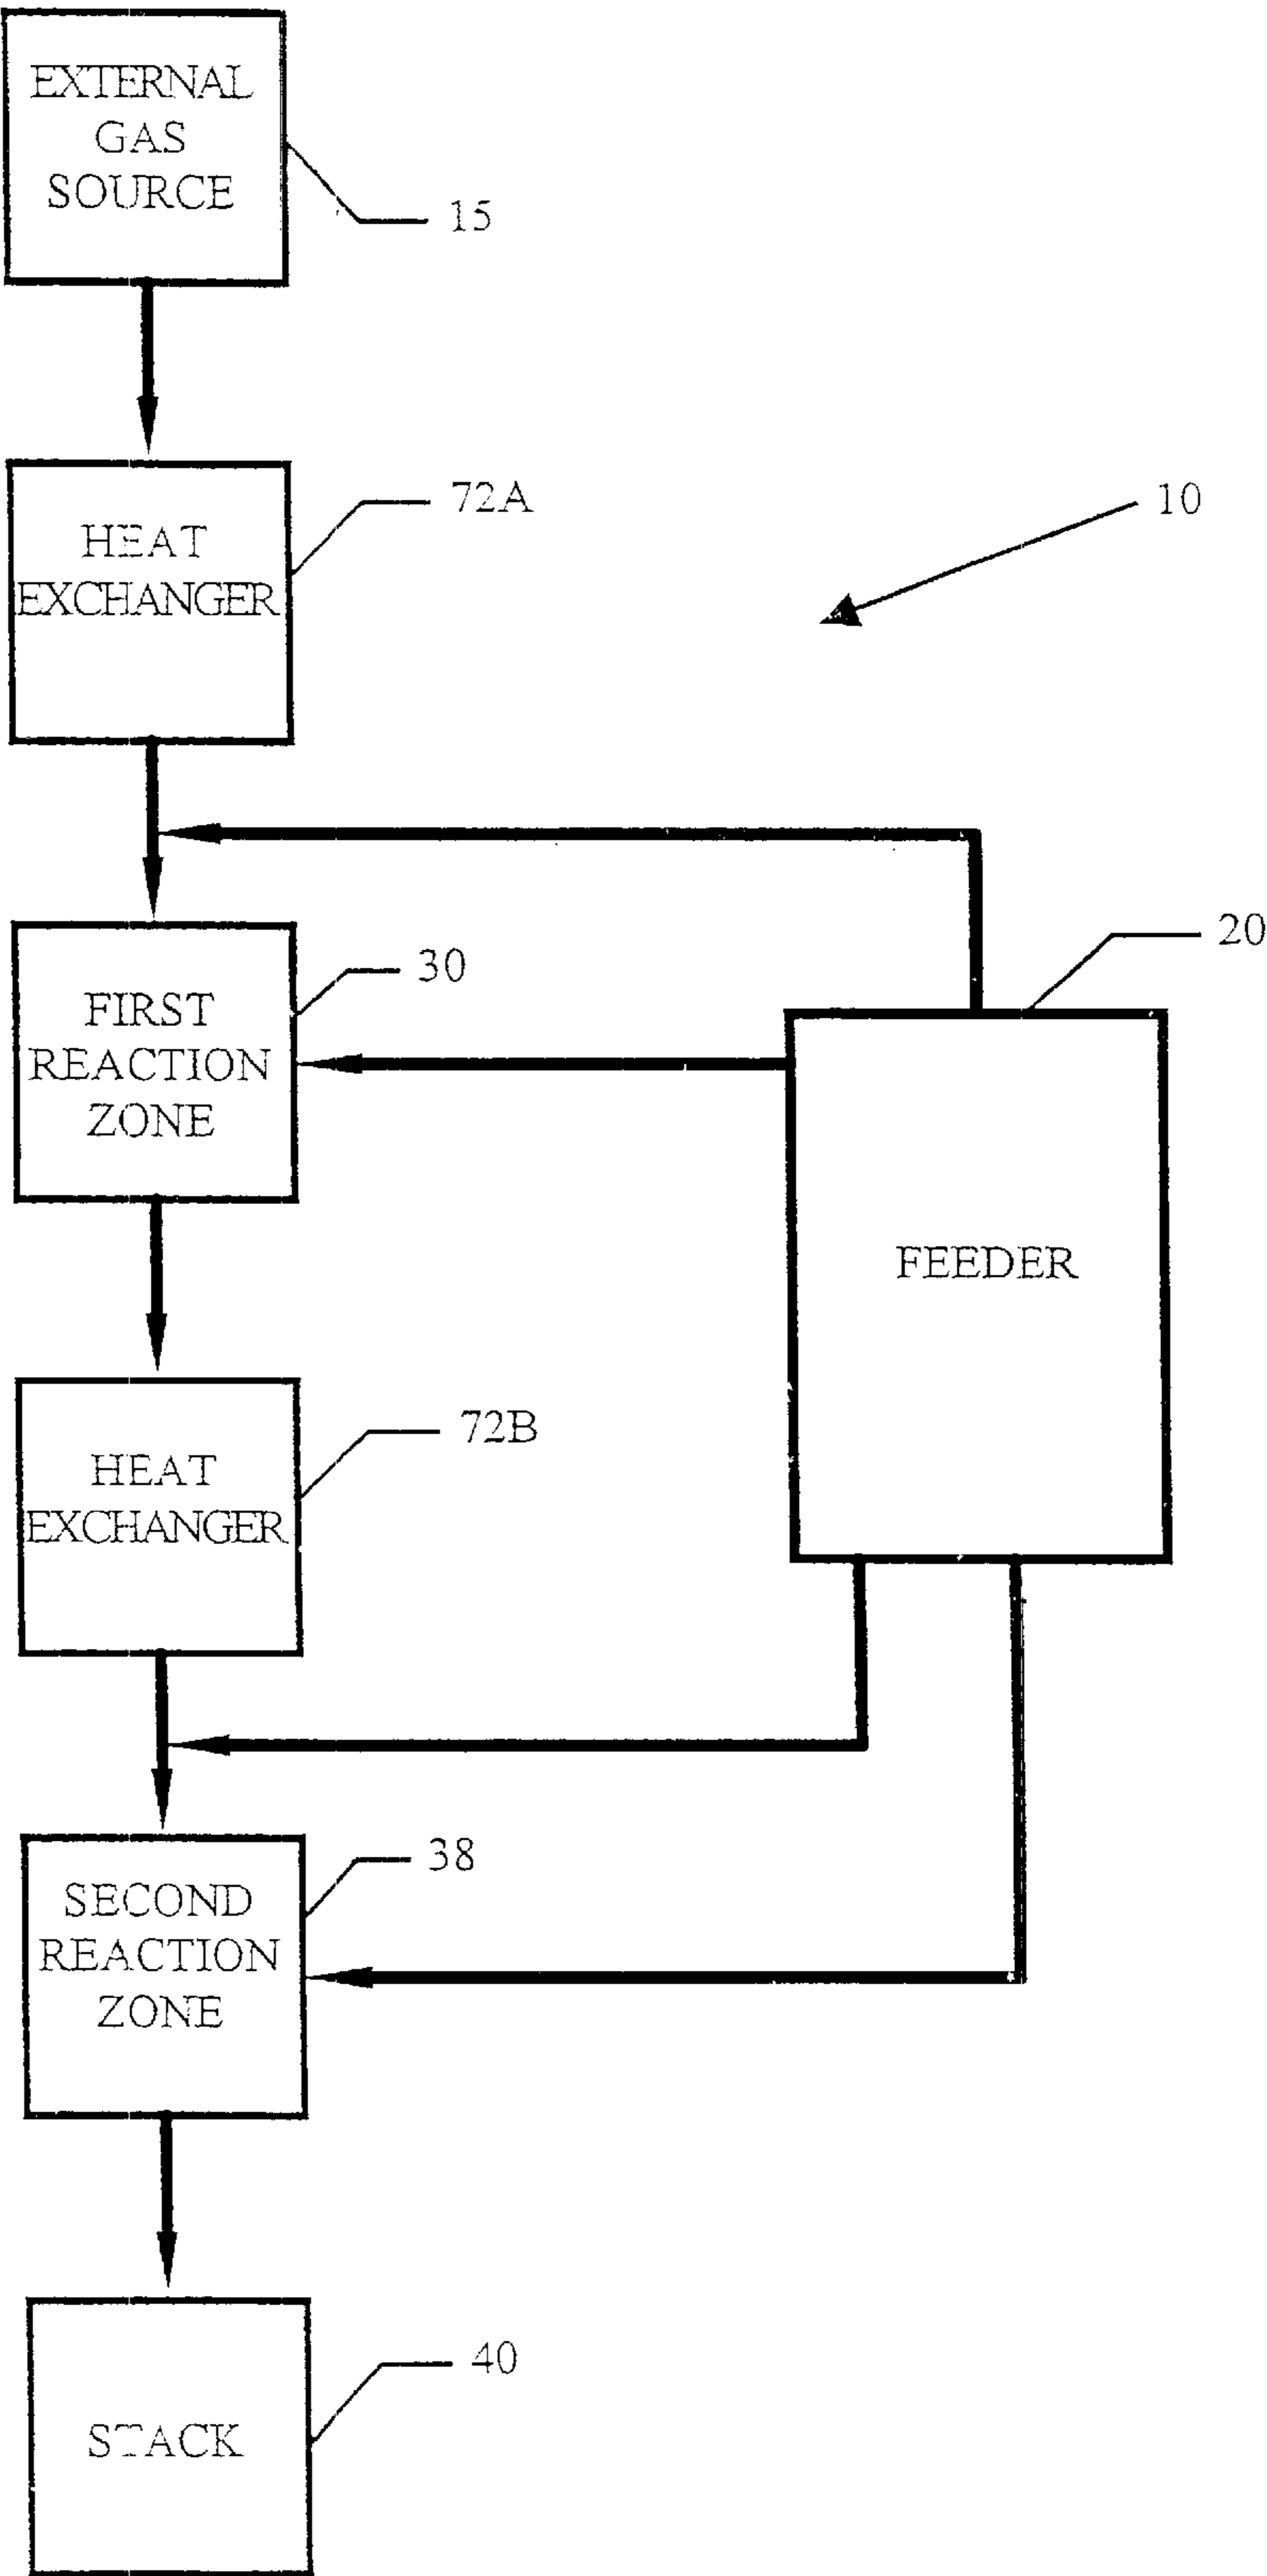 EXTERNAL
GAS
SOURCE
15
72A
HEAT
EXCHANGER
10
20
30
FIRST
REACTION
ZONE
FEEDER
72B
HEAT
EXCHANGER
38
SECOND
REACTION
ZONE
40
STACK